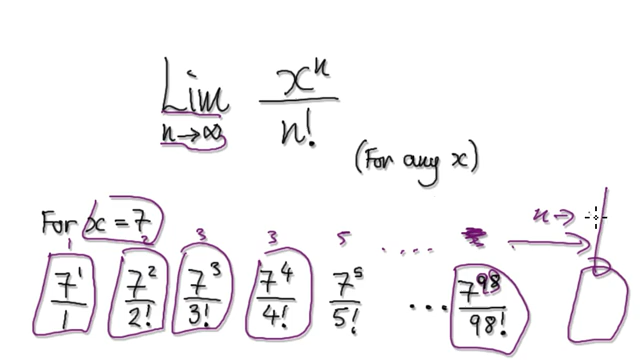 Lim x^n / n!
n→∞
(For any x)
For x = 7
1 2 3 3 5 .... n→
7^1/1 7^2/2! 7^3/3! 7^4/4! 7^5/5! ... 7^98/98!